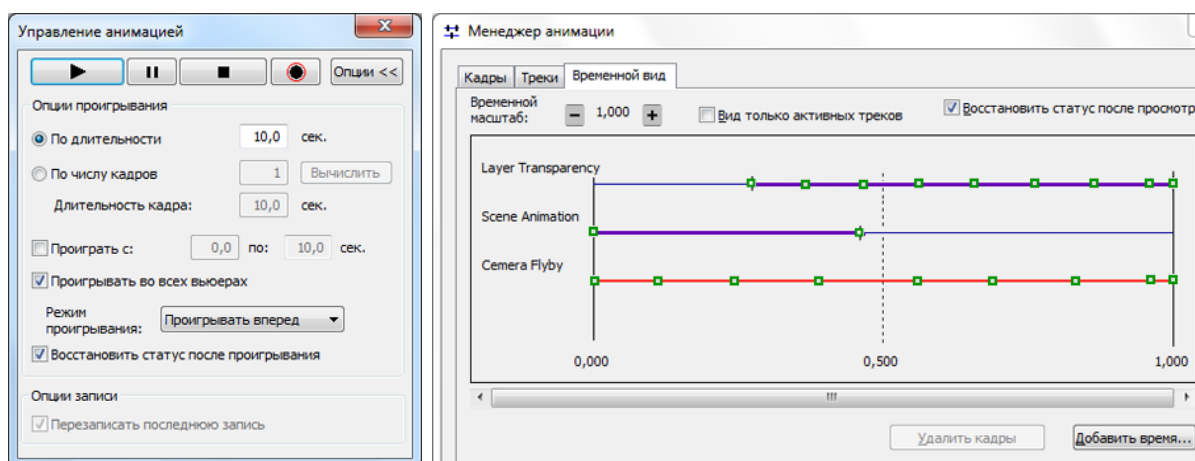 Управление анимацией
Опции <<
Опции проигрывания
По длительности 10,0 сек.
По числу кадров 1 Вычислить
Длительность кадра: 10,0 сек.
Проиграть с: 0,0 по: 10,0 сек.
Проигрывать во всех вьюерах
Режим
проигрывания: Проигрывать вперед
Восстановить статус после проигрывания
Опции записи
Перезаписать последнюю запись
Менеджер анимации
Кадры Треки Временной вид
Временной
масштаб: 1,000 Вид только активных треков Восстановить статус после просмотр
Layer Transparency
Scene Animation
Cemera Flyby
0,000 0,500 1,000
Удалить кадры Добавить время...